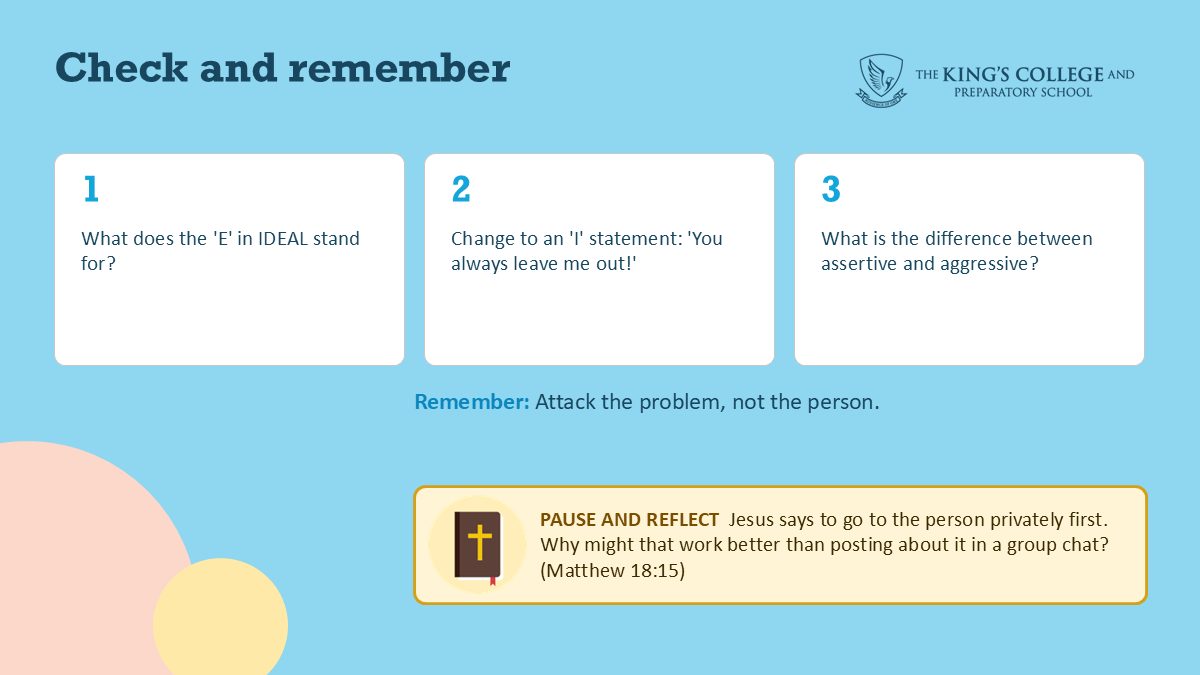 Check and remember
THE KING'S COLLEGE AND
PREPARATORY SCHOOL
1
What does the 'E' in IDEAL stand
for?
2
Change to an 'I' statement: 'You
always leave me out!'
3
What is the difference between
assertive and aggressive?
Remember: Attack the problem, not the person.
PAUSE AND REFLECT Jesus says to go to the person privately first.
Why might that work better than posting about it in a group chat?
(Matthew 18:15)